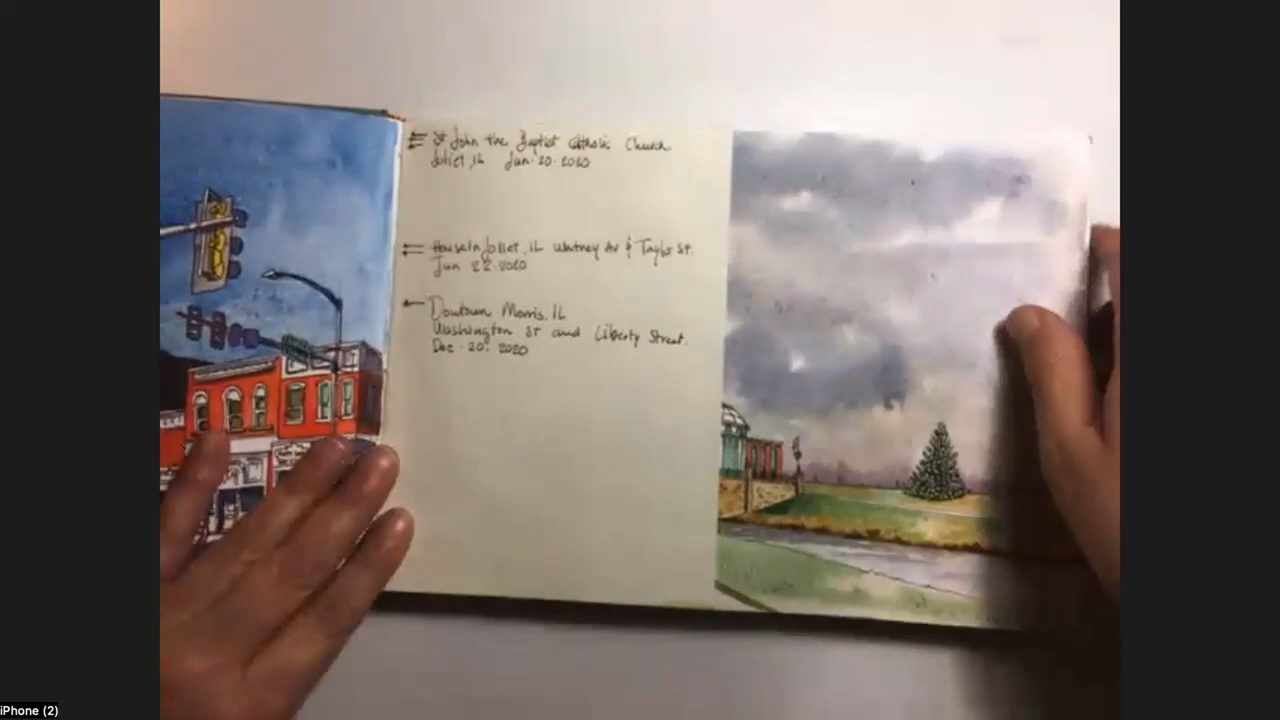 St John the Baptist Catholic Church
Joliet, IL Jun. 20. 2020
House in Joliet, IL Whitney Av & Taylor St.
Jun 22. 2020
Dowtown Morris, IL
Washington St and Liberty Street.
Dec. 20. 2020
iPhone (2)